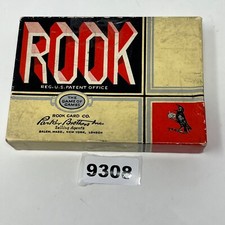 ROOK
REG. U.S. PATENT OFFICE
THE
GAME OF
GAMES
ROOK CARD CO.
Parker Brothers Inc
Selling Agents
SALEM, MASS., NEW YORK, LONDON
9308